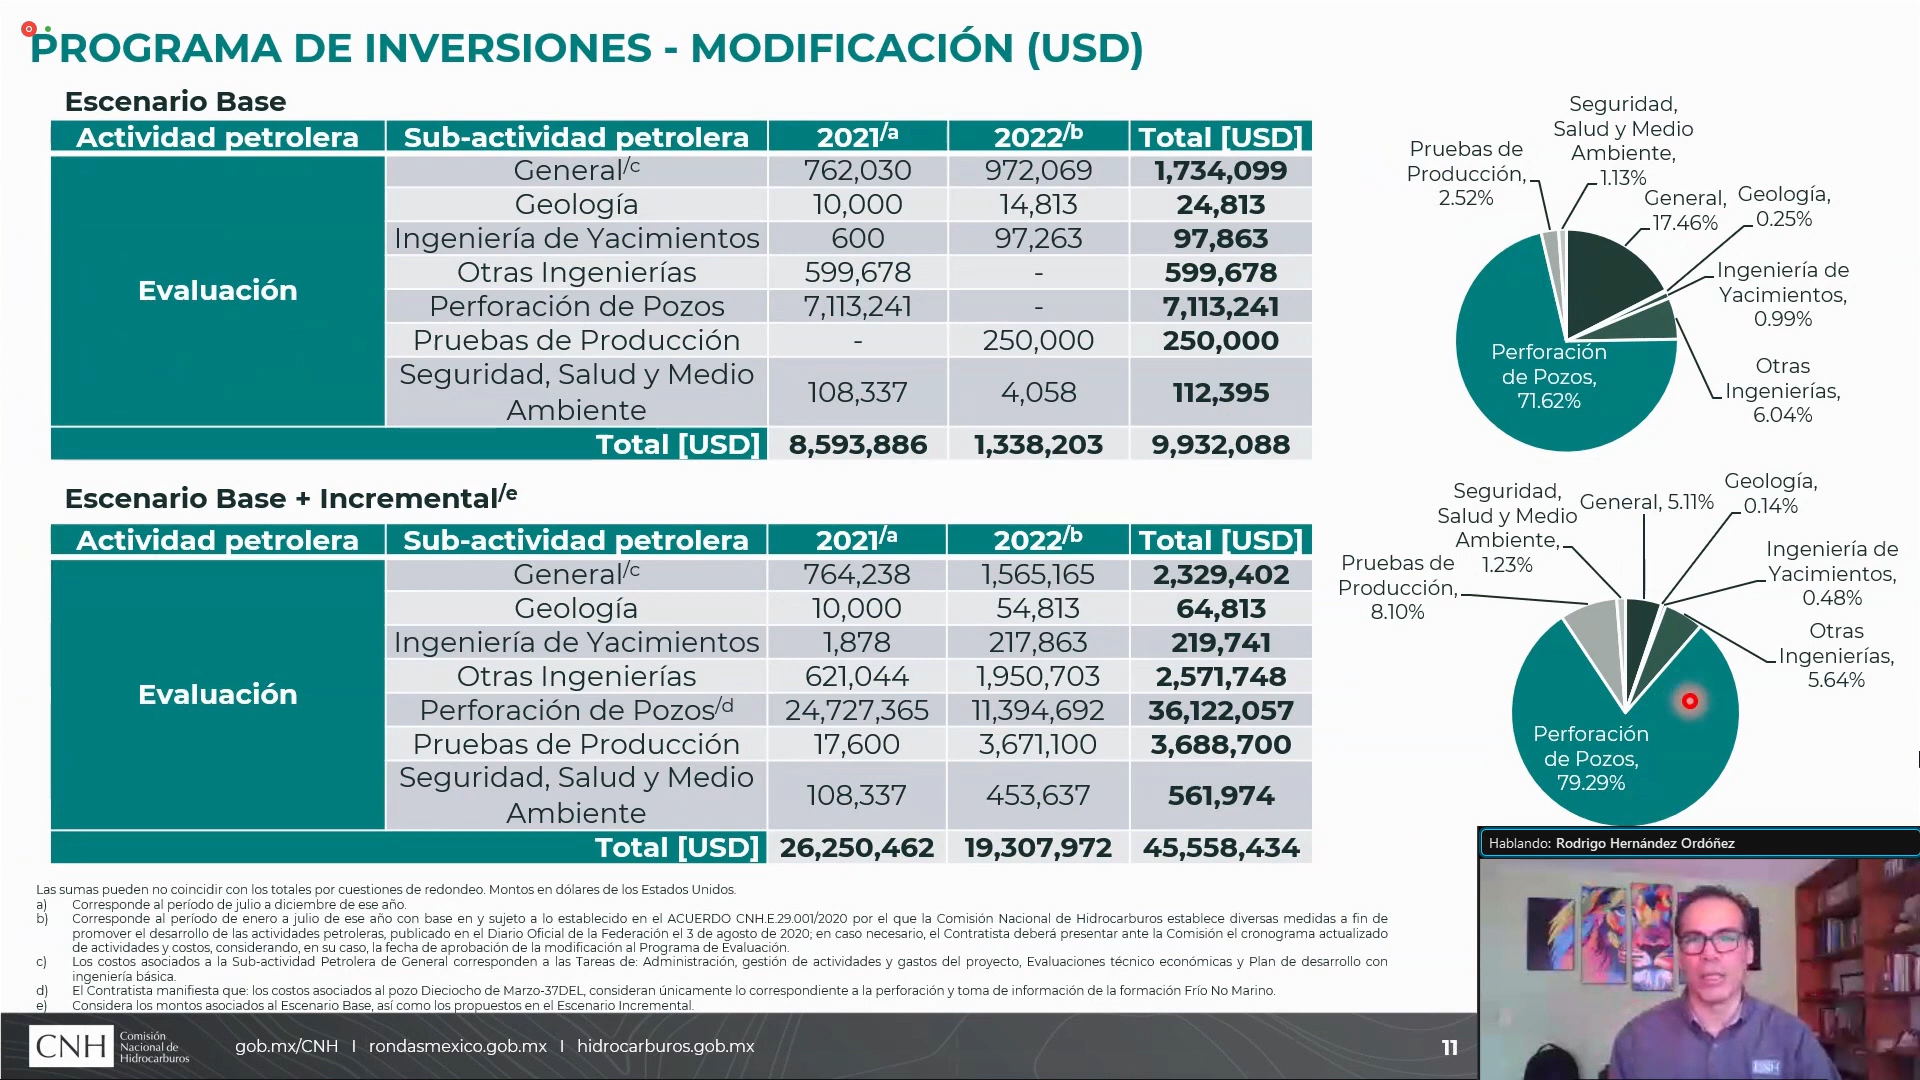 PROGRAMA DE INVERSIONES - MODIFICACIÓN (USD)
Escenario Base
Actividad petrolera Sub-actividad petrolera 2021/a 2022/b Total [USD]
Evaluación
General/c 762,030 972,069 1,734,099
Geología 10,000 14,813 24,813
Ingeniería de Yacimientos 600 97,263 97,863
Otras Ingenierías 599,678 - 599,678
Perforación de Pozos 7,113,241 - 7,113,241
Pruebas de Producción - 250,000 250,000
Seguridad, Salud y Medio
Ambiente 108,337 4,058 112,395
Total [USD] 8,593,886 1,338,203 9,932,088
Seguridad,
Salud y Medio
Ambiente,
1.13%
Pruebas de
Producción,
2.52%
General,
17.46%
Geología,
0.25%
Ingeniería de
Yacimientos,
0.99%
Otras
Ingenierías,
6.04%
Perforación
de Pozos,
71.62%
Escenario Base + Incremental/e
Actividad petrolera Sub-actividad petrolera 2021/a 2022/b Total [USD]
Evaluación
General/c 764,238 1,565,165 2,329,402
Geología 10,000 54,813 64,813
Ingeniería de Yacimientos 1,878 217,863 219,741
Otras Ingenierías 621,044 1,950,703 2,571,748
Perforación de Pozos/d 24,727,365 11,394,692 36,122,057
Pruebas de Producción 17,600 3,671,100 3,688,700
Seguridad, Salud y Medio
Ambiente 108,337 453,637 561,974
Total [USD] 26,250,462 19,307,972 45,558,434
Seguridad,
Salud y Medio
Ambiente,
1.23%
General, 5.11%
Geología,
0.14%
Pruebas de
Producción,
8.10%
Ingeniería de
Yacimientos,
0.48%
Otras
Ingenierías,
5.64%
Perforación
de Pozos,
79.29%
Las sumas pueden no coincidir con los totales por cuestiones de redondeo. Montos en dólares de los Estados Unidos.
a) Corresponde al período de julio a diciembre de ese año.
b) Corresponde al período de enero a julio de ese año con base en y sujeto a lo establecido en el ACUERDO CNH.E.29.001/2020 por el que la Comisión Nacional de Hidrocarburos establece diversas medidas a fin de
promover el desarrollo de las actividades petroleras, publicado en el Diario Oficial de la Federación el 3 de agosto de 2020; en caso necesario, el Contratista deberá presentar ante la Comisión el cronograma actualizado
de actividades y costos, considerando, en su caso, la fecha de aprobación de la modificación al Programa de Evaluación.
c) Los costos asociados a la Sub-actividad Petrolera de General corresponden a las Tareas de: Administración, gestión de actividades y gastos del proyecto, Evaluaciones técnico económicas y Plan de desarrollo con
ingeniería básica.
d) El Contratista manifiesta que: los costos asociados al pozo Dieciocho de Marzo-37DEL, consideran únicamente lo correspondiente a la perforación y toma de información de la formación Frío No Marino.
e) Considera los montos asociados al Escenario Base, así como los propuestos en el Escenario Incremental.
CNH
Comisión
Nacional de
Hidrocarburos
gob.mx/CNH I rondasmexico.gob.mx I hidrocarburos.gob.mx
11
Hablando: Rodrigo Hernández Ordóñez
CNH